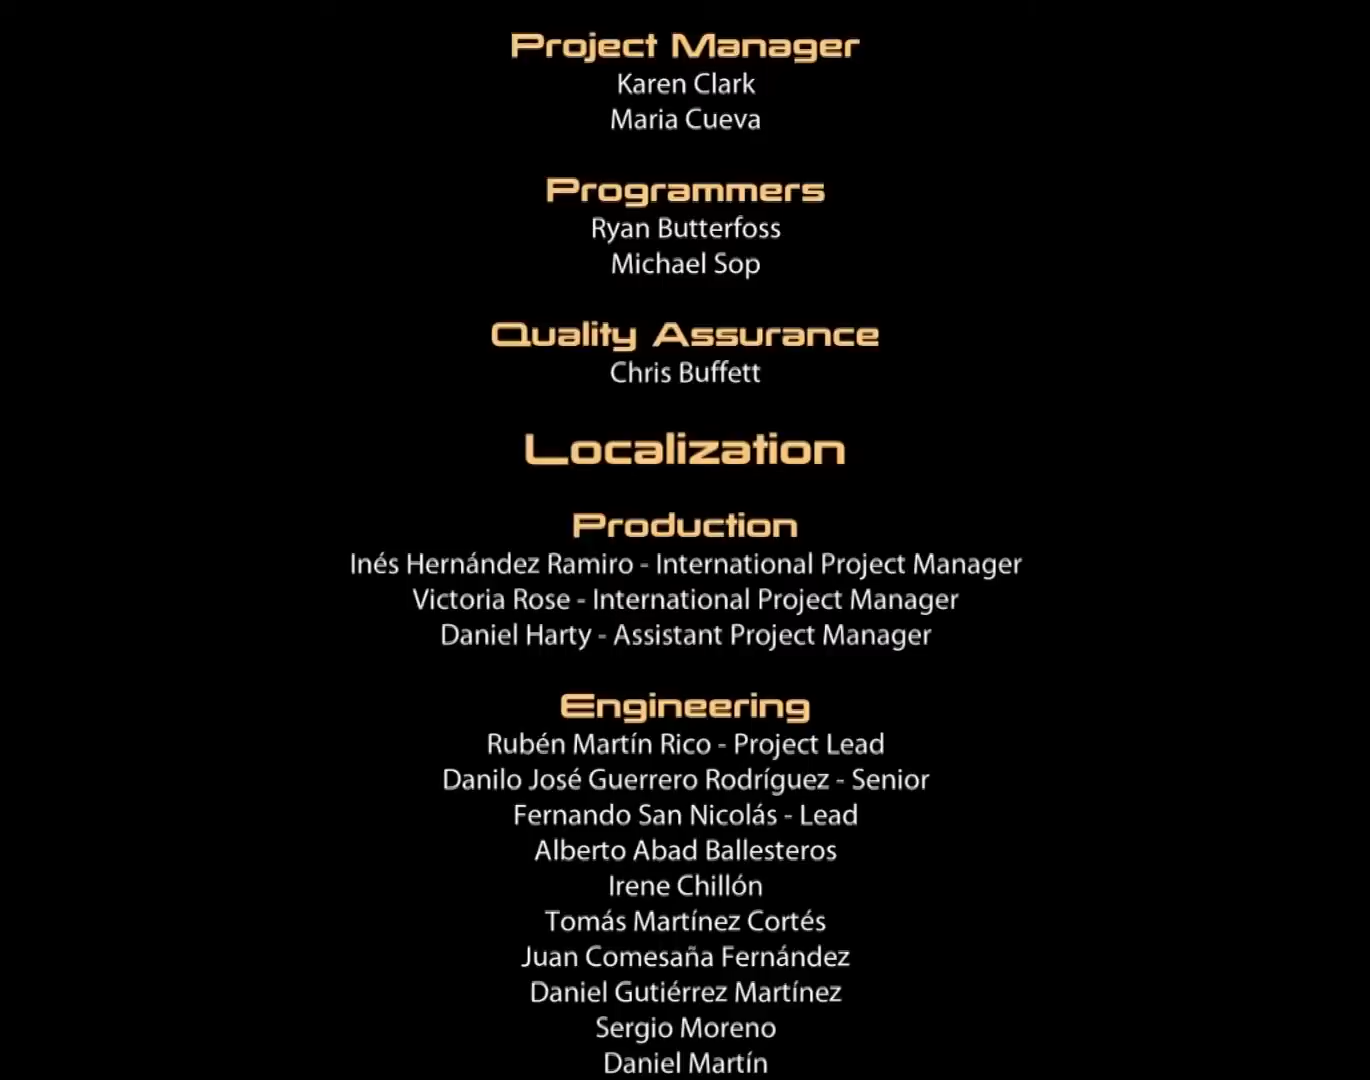 Project Manager
Karen Clark
Maria Cueva
Programmers
Ryan Butterfoss
Michael Sop
Quality Assurance
Chris Buffett
Localization
Production
Inés Hernández Ramiro - International Project Manager
Victoria Rose - International Project Manager
Daniel Harty - Assistant Project Manager
Engineering
Rubén Martín Rico - Project Lead
Danilo José Guerrero Rodríguez - Senior
Fernando San Nicolás - Lead
Alberto Abad Ballesteros
Irene Chillón
Tomás Martínez Cortés
Juan Comesaña Fernández
Daniel Gutiérrez Martínez
Sergio Moreno
Daniel Martín